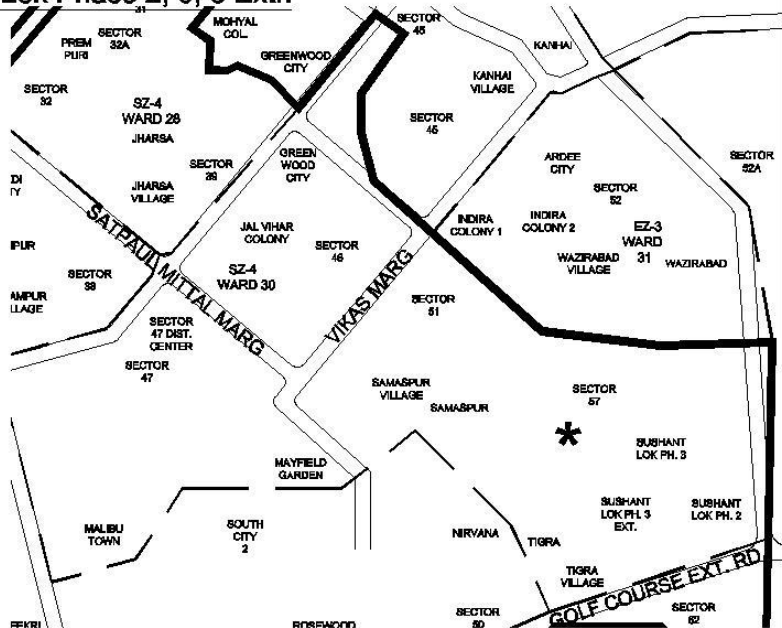 SECTOR
45
MOHYAL
COL.
SECTOR
32A
PREM
PURI
GREENWOOD
CITY
KANHAI
KANHAI
VILLAGE
SECTOR
32
SZ-4
WARD 28
JHARSA
SECTOR
45
GREEN
WOOD
CITY
SECTOR
39
ARDEE
CITY
SECTOR
52A
JHARSA
VILLAGE
SECTOR
52
SATPAUL MITTAL MARG
JAL VIHAR
COLONY
SECTOR
46
INDIRA
COLONY 1
INDIRA
COLONY 2
EZ-3
WARD
31
WAZIRABAD
VILLAGE
WAZIRABAD
SZ-4
WARD 30
SECTOR
38
VIKAS MARG
SECTOR
51
SECTOR
47 DIST.
CENTER
SECTOR
47
SAMASPUR
VILLAGE
SAMASPUR
SECTOR
57
*
SUSHANT
LOK PH. 3
MAYFIELD
GARDEN
SUSHANT
LOK PH. 3
EXT.
SUSHANT
LOK PH. 2
MALIBU
TOWN
SOUTH
CITY
2
NIRVANA
TIGRA
TIGRA
VILLAGE
GOLF COURSE EXT. RD
SECTOR
50
SECTOR
62
ROSEWOOD